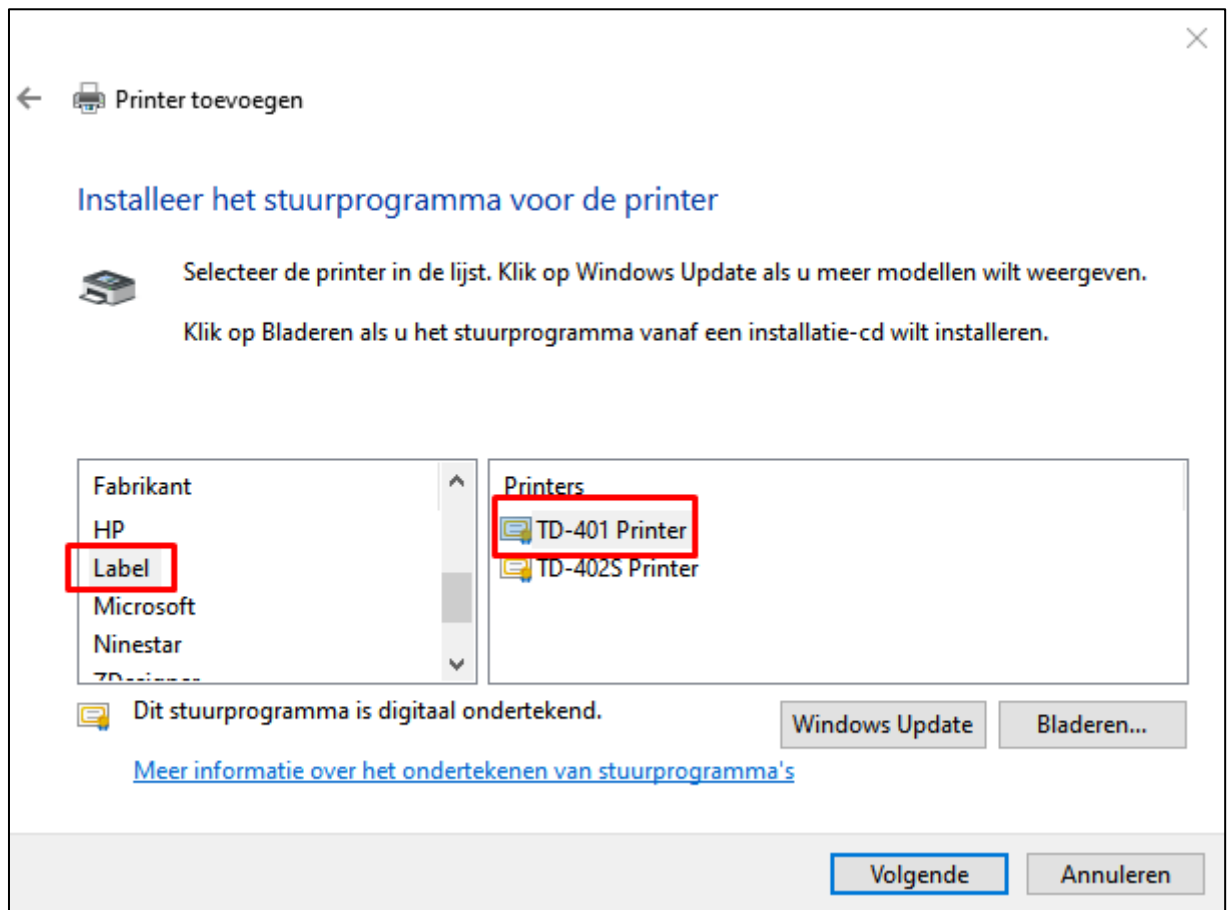 Printer toevoegen
Installeer het stuurprogramma voor de printer
Selecteer de printer in de lijst. Klik op Windows Update als u meer modellen wilt weergeven.
Klik op Bladeren als u het stuurprogramma vanaf een installatie-cd wilt installeren.
Fabrikant
HP
Label
Microsoft
Ninestar
Printers
TD-401 Printer
TD-402S Printer
Dit stuurprogramma is digitaal ondertekend.
Windows Update
Bladeren...
Meer informatie over het ondertekenen van stuurprogramma's
Volgende
Annuleren